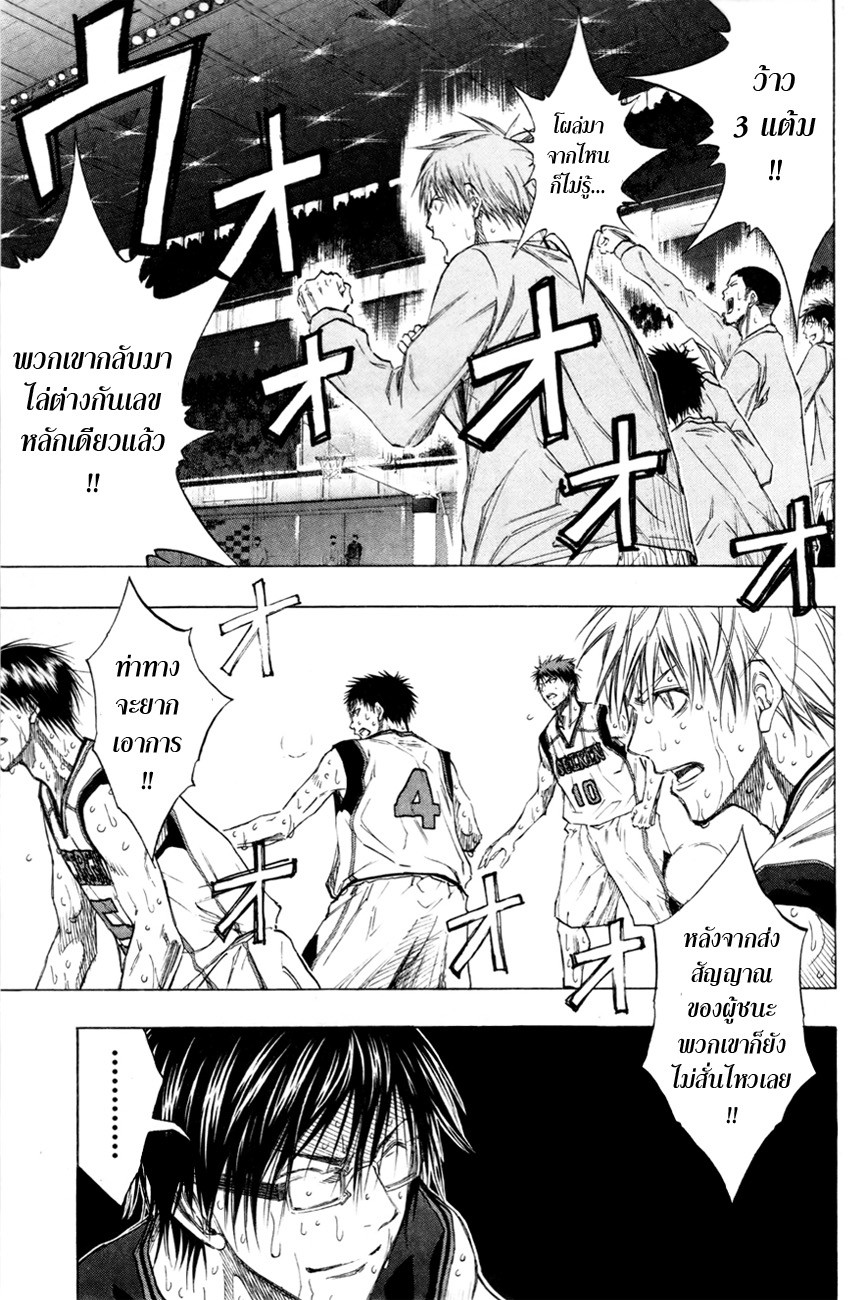 ว้าว
3 แต้ม
!!
โผล่มา
จากไหน
ก็ไม่รู้...
ウオオオオオオ
พวกเขากลับมา
ไล่ต่างกันเลข
หลักเดียวแล้ว
!!
オオオオ
ท่าทาง
จะยาก
เอาการ
!!
4
SEIREN
10
หลังจากส่ง
สัญญาณ
ของผู้ชนะ
พวกเขาก็ยัง
ไม่สั่นไหวเลย
!!
.........